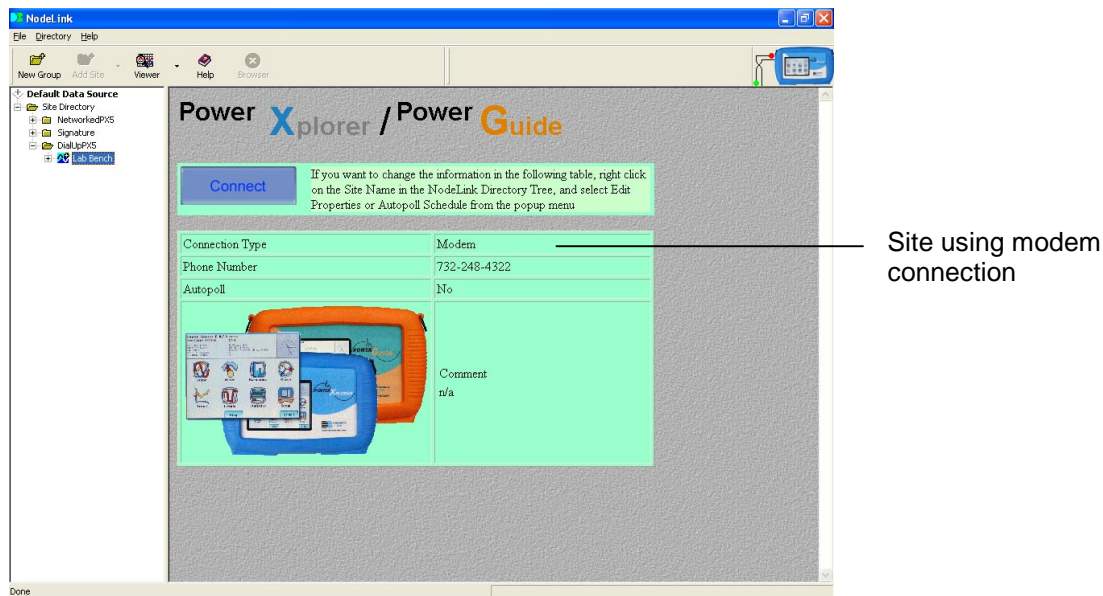 NodeLink
File Directory Help
New Group Add Site Viewer Help Browser
Default Data Source
Site Directory
NetworkedPX5
Signature
DialUpPX5
Lab Bench
Power Xplorer / Power Guide
Connect
If you want to change the information in the following table, right click
on the Site Name in the NodeLink Directory Tree, and select Edit
Properties or Autopoll Schedule from the popup menu
Connection Type Modem
Phone Number 732-248-4322
Autopoll No
Comment
n/a
Site using modem
connection
Done